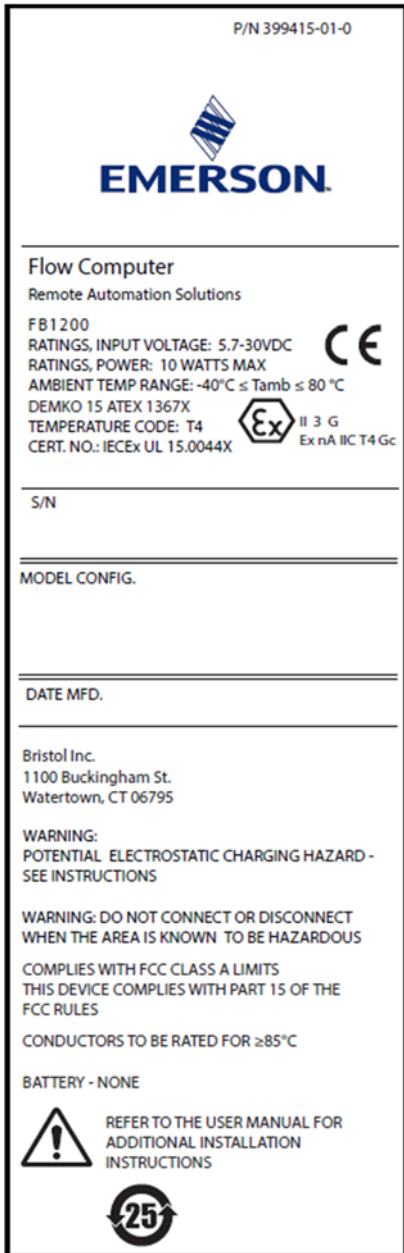 P/N 399415-01-0
EMERSON™
Flow Computer
Remote Automation Solutions
FB1200
RATINGS, INPUT VOLTAGE: 5.7-30VDC
RATINGS, POWER: 10 WATTS MAX
AMBIENT TEMP RANGE: -40°C ≤ Tamb ≤ 80 °C
DEMKO 15 ATEX 1367X
TEMPERATURE CODE: T4
CERT. NO.: IECEx UL 15.0044X
CE
Ex
II 3 G
Ex nA IIC T4 Gc
S/N
MODEL CONFIG.
DATE MFD.
Bristol Inc.
1100 Buckingham St.
Watertown, CT 06795
WARNING:
POTENTIAL ELECTROSTATIC CHARGING HAZARD -
SEE INSTRUCTIONS
WARNING: DO NOT CONNECT OR DISCONNECT
WHEN THE AREA IS KNOWN TO BE HAZARDOUS
COMPLIES WITH FCC CLASS A LIMITS
THIS DEVICE COMPLIES WITH PART 15 OF THE
FCC RULES
CONDUCTORS TO BE RATED FOR ≥85°C
BATTERY - NONE
REFER TO THE USER MANUAL FOR
ADDITIONAL INSTALLATION
INSTRUCTIONS
25